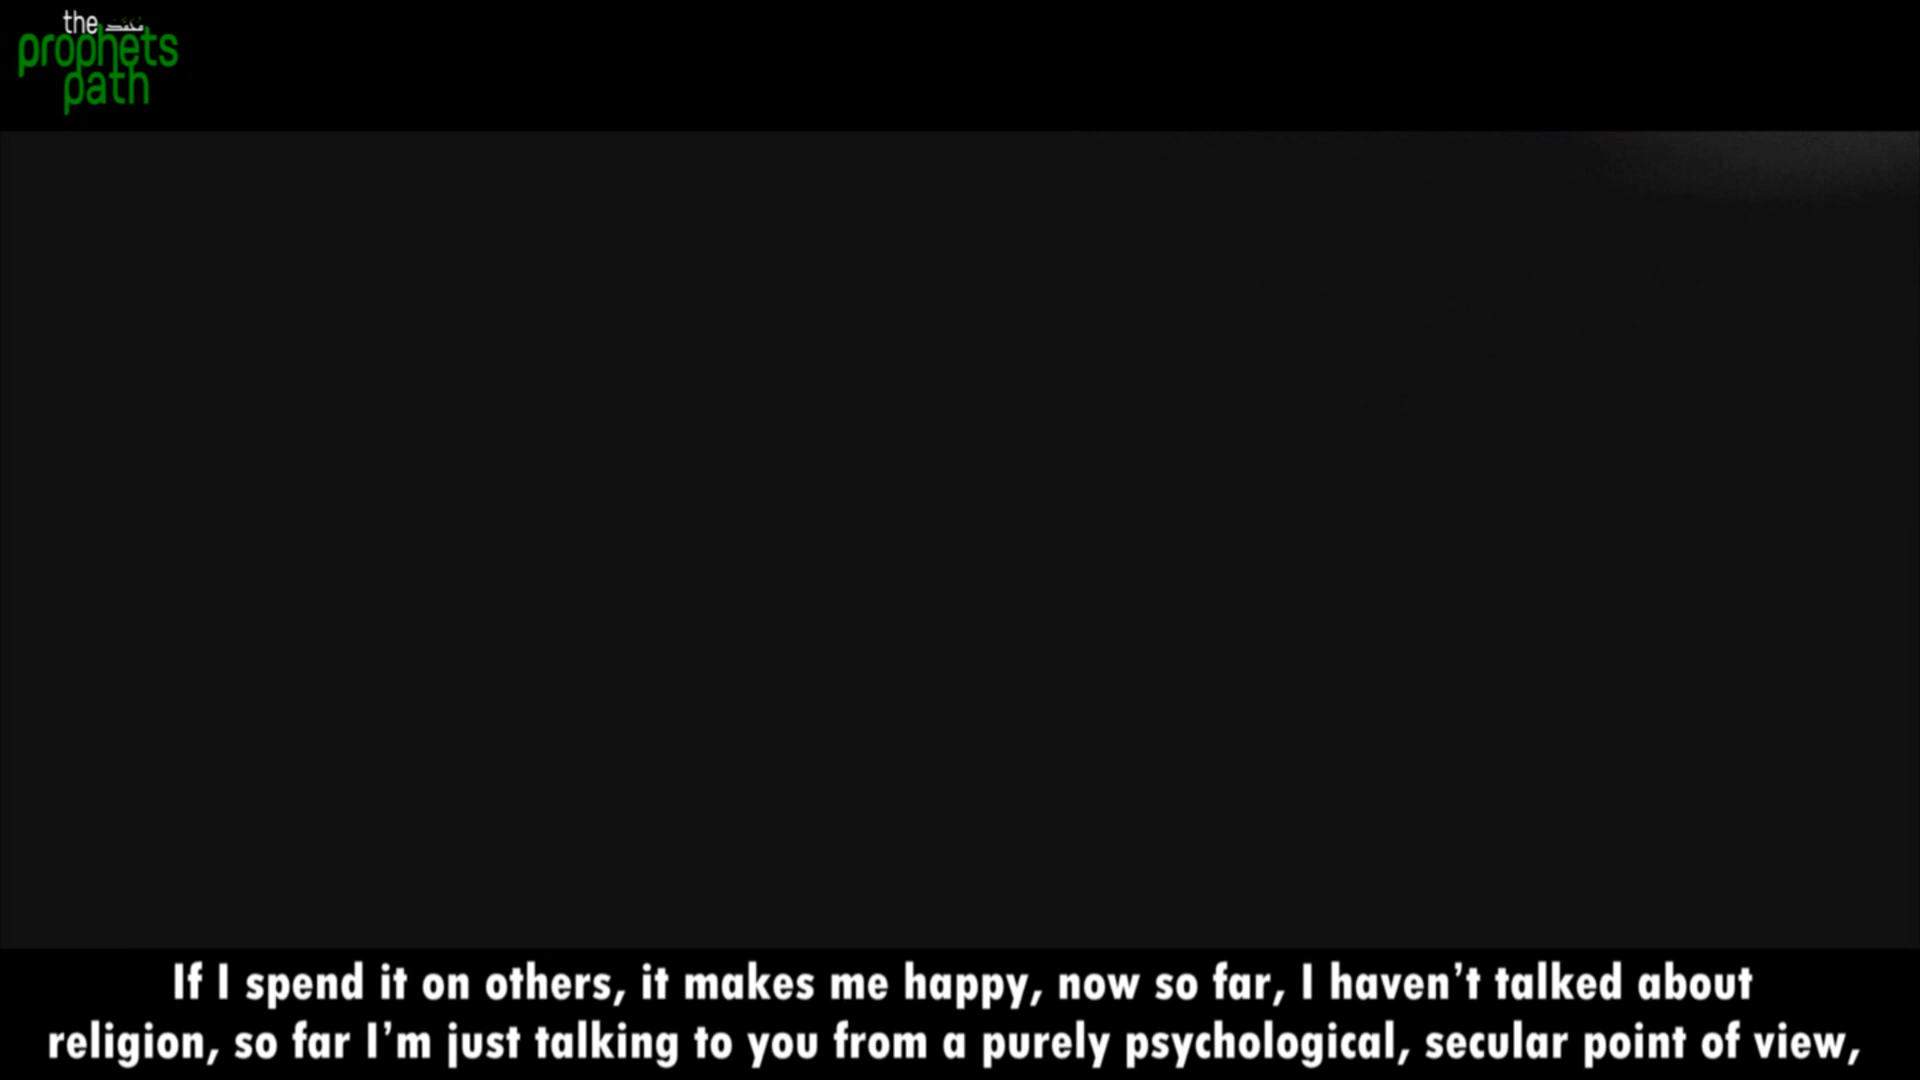 the محمد
prophets
path
If I spend it on others, it makes me happy, now so far, I haven’t talked about
religion, so far I’m just talking to you from a purely psychological, secular point of view,